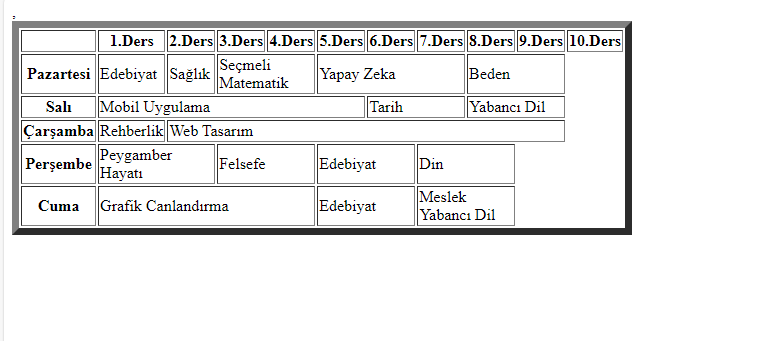 ,
1.Ders 2.Ders 3.Ders 4.Ders 5.Ders 6.Ders 7.Ders 8.Ders 9.Ders 10.Ders
Pazartesi Edebiyat Sağlık Seçmeli Matematik Yapay Zeka Beden
Salı Mobil Uygulama Tarih Yabancı Dil
Çarşamba Rehberlik Web Tasarım
Perşembe Peygamber Hayatı Felsefe Edebiyat Din
Cuma Grafik Canlandırma Edebiyat Meslek Yabancı Dil